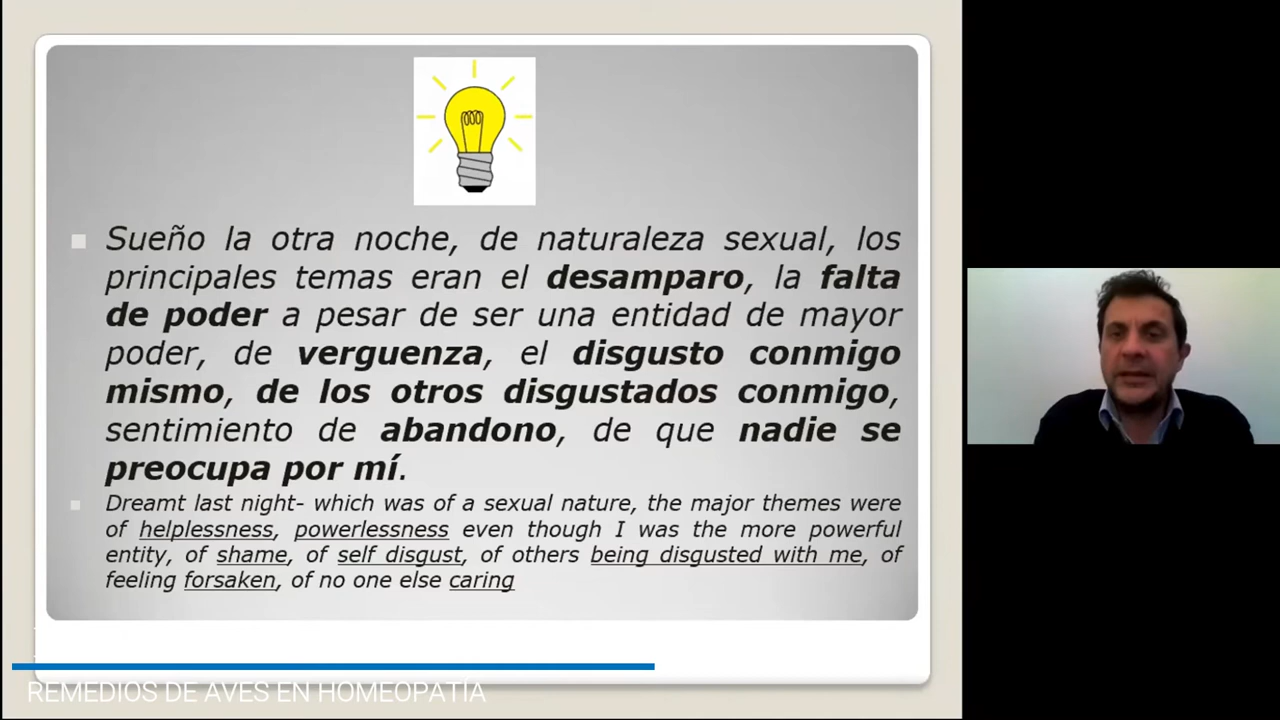 Sueño la otra noche, de naturaleza sexual, los
principales temas eran el desamparo, la falta
de poder a pesar de ser una entidad de mayor
poder, de verguenza, el disgusto conmigo
mismo, de los otros disgustados conmigo,
sentimiento de abandono, de que nadie se
preocupa por mí.
Dreamt last night- which was of a sexual nature, the major themes were
of helplessness, powerlessness even though I was the more powerful
entity, of shame, of self disgust, of others being disgusted with me, of
feeling forsaken, of no one else caring
REMEDIOS DE AVES EN HOMEOPATÍA